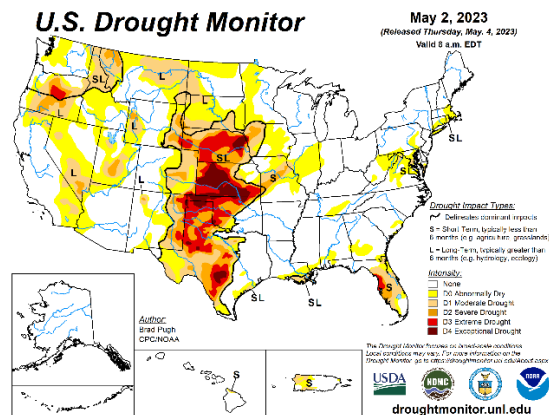 U.S. Drought Monitor
May 2, 2023
(Released Thursday, May. 4, 2023)
Valid 8 a.m. EDT
SL
L
L
L
L
L
L
SL
S
SL
SL
SL
SL
S
S
S
Drought Impact Types:
Delineates dominant impacts
S = Short-Term, typically less than
6 months (e.g. agriculture, grasslands)
L = Long-Term, typically greater than
6 months (e.g. hydrology, ecology)
Intensity:
None
D0 Abnormally Dry
D1 Moderate Drought
D2 Severe Drought
D3 Extreme Drought
D4 Exceptional Drought
Author:
Brad Pugh
CPC/NOAA
The Drought Monitor focuses on broad-scale conditions.
Local conditions may vary. For more information on the
Drought Monitor, go to https://droughtmonitor.unl.edu/About.aspx
USDA
NDMC
NOAA
droughtmonitor.unl.edu